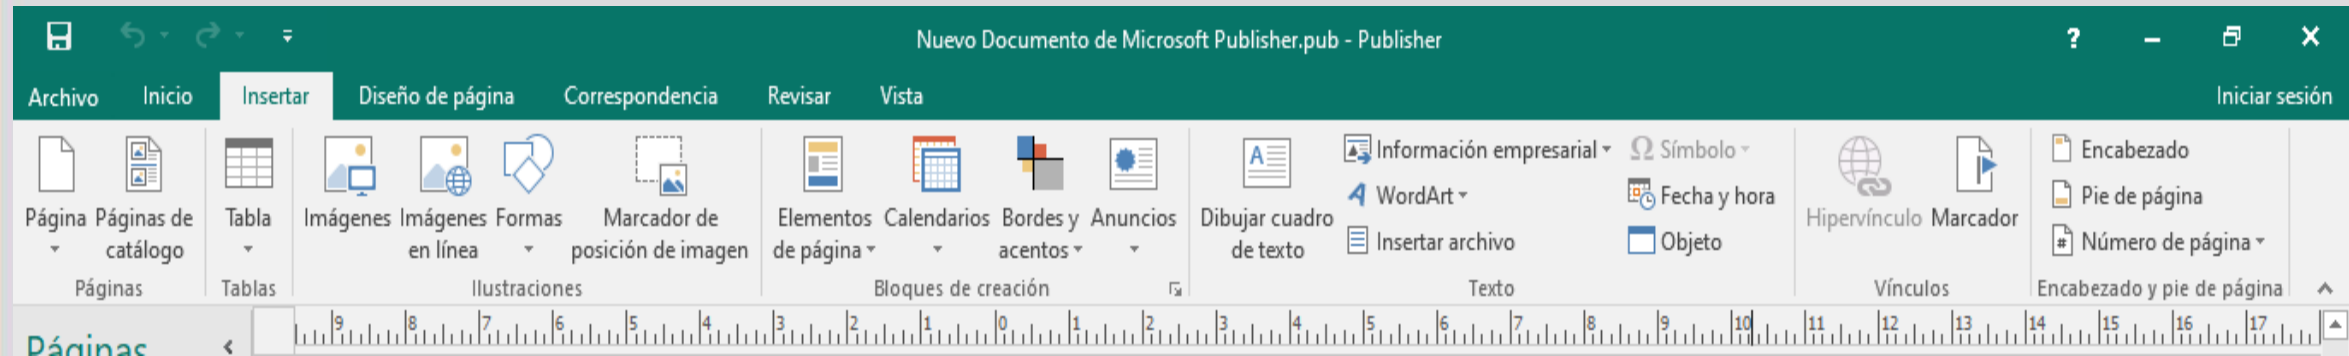 Nuevo Documento de Microsoft Publisher.pub - Publisher
?
Archivo Inicio Insertar Diseño de página Correspondencia Revisar Vista Iniciar sesión
Página
Páginas de catálogo
Páginas
Tabla
Tablas
Imágenes
Imágenes en línea
Formas
Marcador de posición de imagen
Ilustraciones
Elementos de página
Calendarios
Bordes y acentos
Anuncios
Bloques de creación
Dibujar cuadro de texto
Información empresarial
WordArt
Insertar archivo
Ω Símbolo
Fecha y hora
Objeto
Texto
Hipervínculo
Marcador
Vínculos
Encabezado
Pie de página
# Número de página
Encabezado y pie de página
9 8 7 6 5 4 3 2 1 0 1 2 3 4 5 6 7 8 9 10 11 12 13 14 15 16 17
Páginas